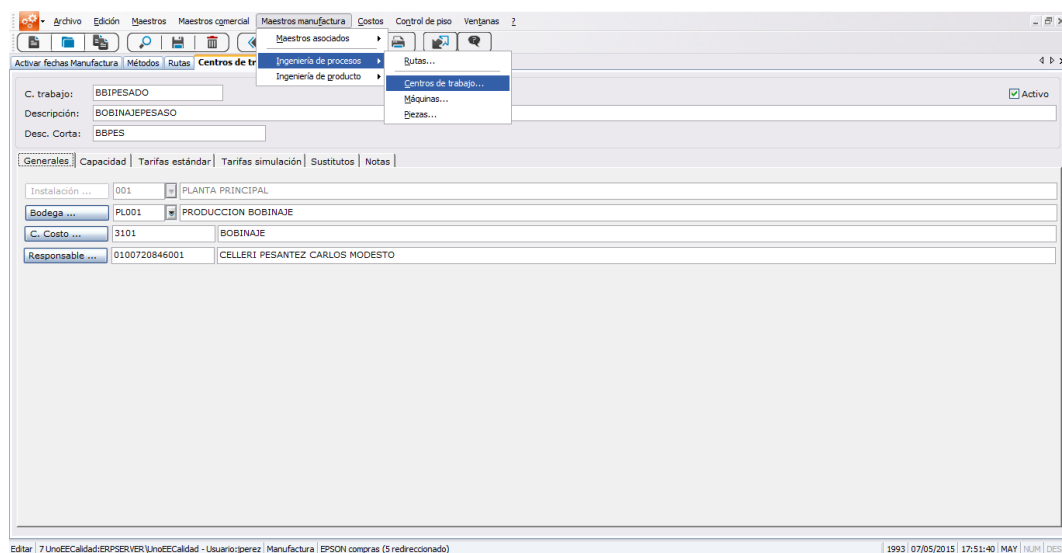 Archivo Edición Maestros Maestros comercial Maestros manufactura Costos Control de piso Ventanas ?
Maestros asociados
Ingeniería de procesos
Ingeniería de producto
Rutas...
Centros de trabajo...
Máquinas...
Piezas...
Activar fechas Manufactura Métodos Rutas Centros de tr
C. trabajo: BBIPESADO Activo
Descripción: BOBINAJEPESASO
Desc. Corta: BBPES
Generales Capacidad Tarifas estándar Tarifas simulación Sustitutos Notas
Instalación ... 001 PLANTA PRINCIPAL
Bodega ... PL001 PRODUCCION BOBINAJE
C. Costo ... 3101 BOBINAJE
Responsable ... 0100720846001 CELLERI PESANTEZ CARLOS MODESTO
Editar 7 UnoEECalidad:ERPSERVER\UnoEECalidad - Usuario:jperez Manufactura EPSON compras (5 redireccionado) 1993 07/05/2015 17:51:40 MAY NUM DES